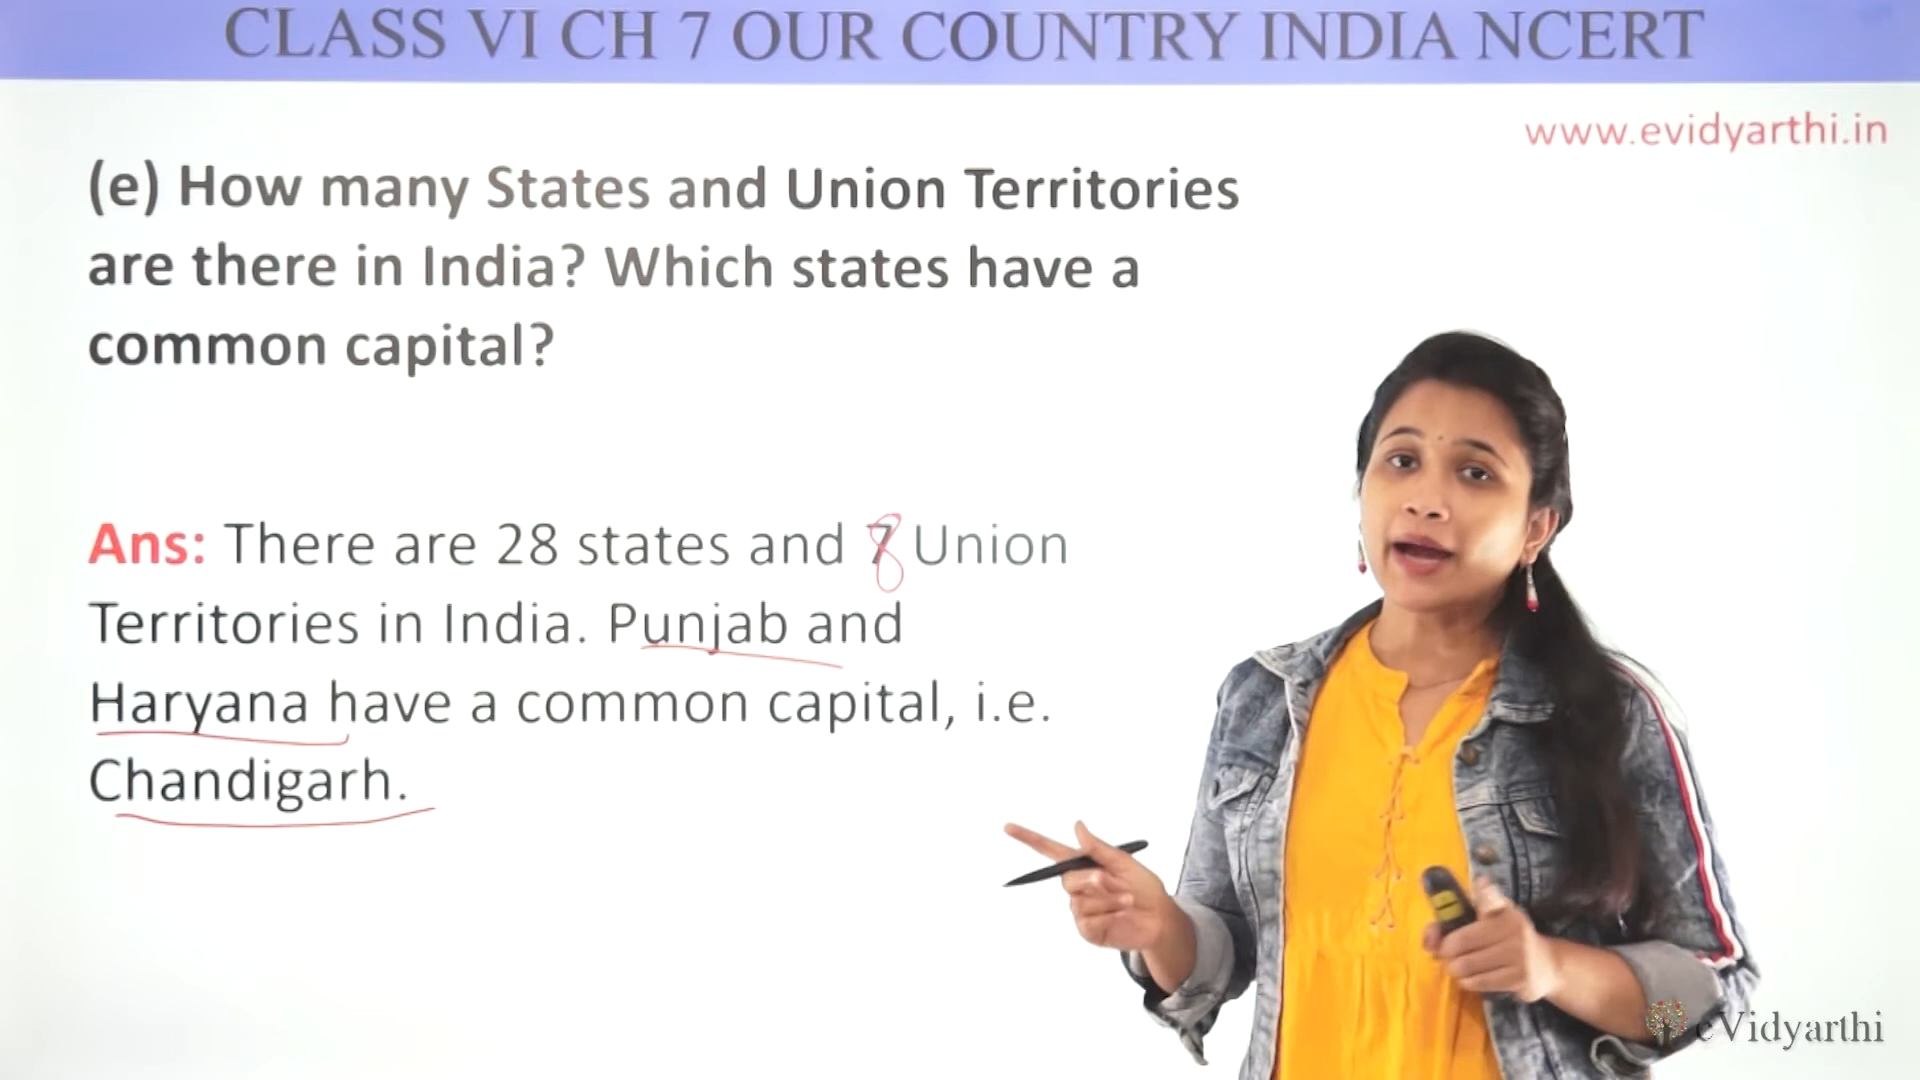 CLASS VI CH 7 OUR COUNTRY INDIA NCERT
www.evidyarthi.in
(e) How many States and Union Territories
are there in India? Which states have a
common capital?
Ans: There are 28 states and 7 8 Union
Territories in India. Punjab and
Haryana have a common capital, i.e.
Chandigarh.
eVidyarthi